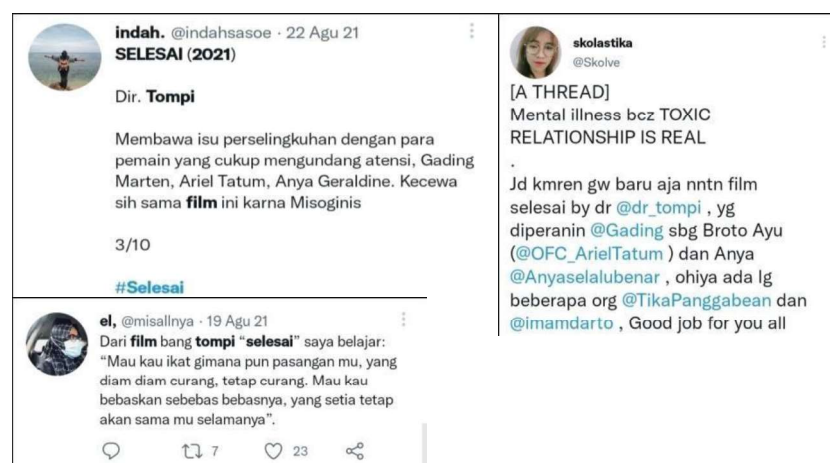 indah. @indahsasoe · 22 Agu 21
SELESAI (2021)
Dir. Tompi
Membawa isu perselingkuhan dengan para
pemain yang cukup mengundang atensi, Gading
Marten, Ariel Tatum, Anya Geraldine. Kecewa
sih sama film ini karna Misoginis
3/10
#Selesai
el, @misallnya · 19 Agu 21
Dari film bang tompi “selesai” saya belajar:
“Mau kau ikat gimana pun pasangan mu, yang
diam diam curang, tetap curang. Mau kau
bebaskan sebebas bebasnya, yang setia tetap
akan sama mu selamanya”.
7 23
skolastika
@Skolve
[A THREAD]
Mental illness bcz TOXIC
RELATIONSHIP IS REAL
.
Jd kmren gw baru aja nntn film
selesai by dr @dr_tompi , yg
diperanin @Gading sbg Broto Ayu
(@OFC_ArielTatum ) dan Anya
@Anyaselalubenar , ohiya ada lg
beberapa org @TikaPanggabean dan
@imamdarto , Good job for you all